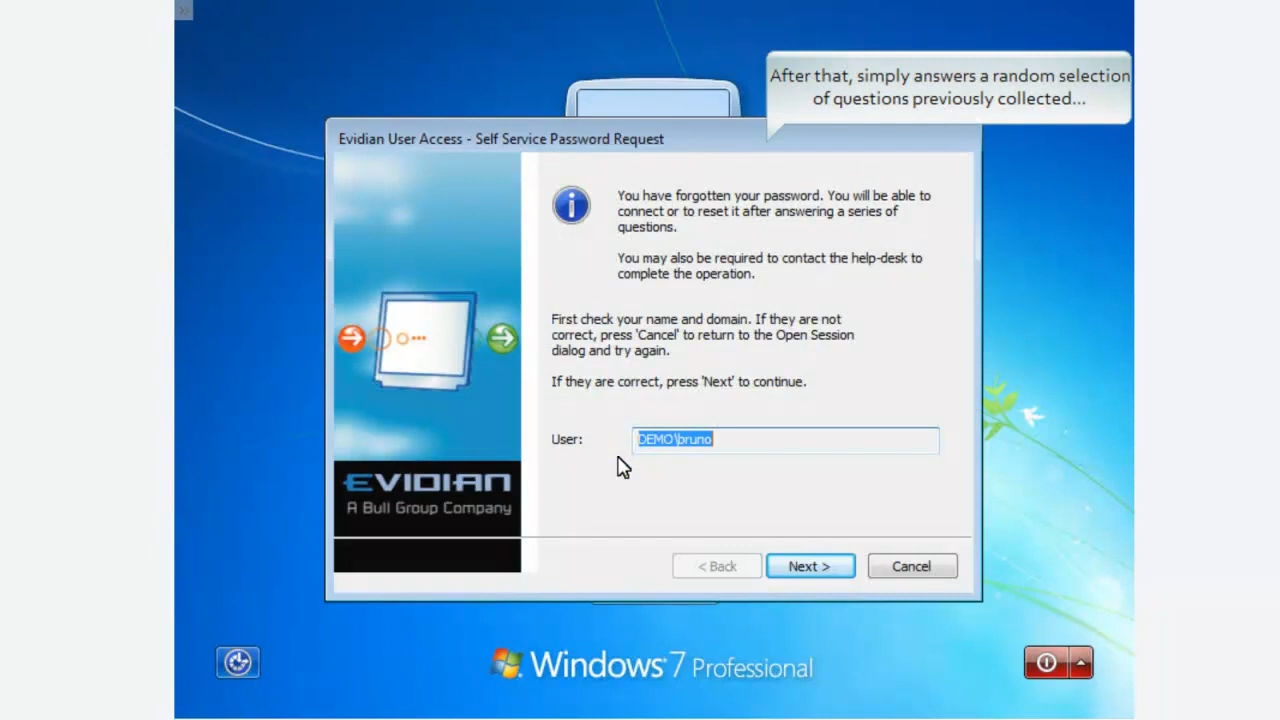 »
After that, simply answers a random selection
of questions previously collected...
Evidian User Access - Self Service Password Request
You have forgotten your password. You will be able to
connect or to reset it after answering a series of
questions.
You may also be required to contact the help-desk to
complete the operation.
First check your name and domain. If they are not
correct, press 'Cancel' to return to the Open Session
dialog and try again.
If they are correct, press 'Next' to continue.
User: DEMO\bruno
EVIDIAN
A Bull Group Company
< Back Next > Cancel
Windows 7 Professional